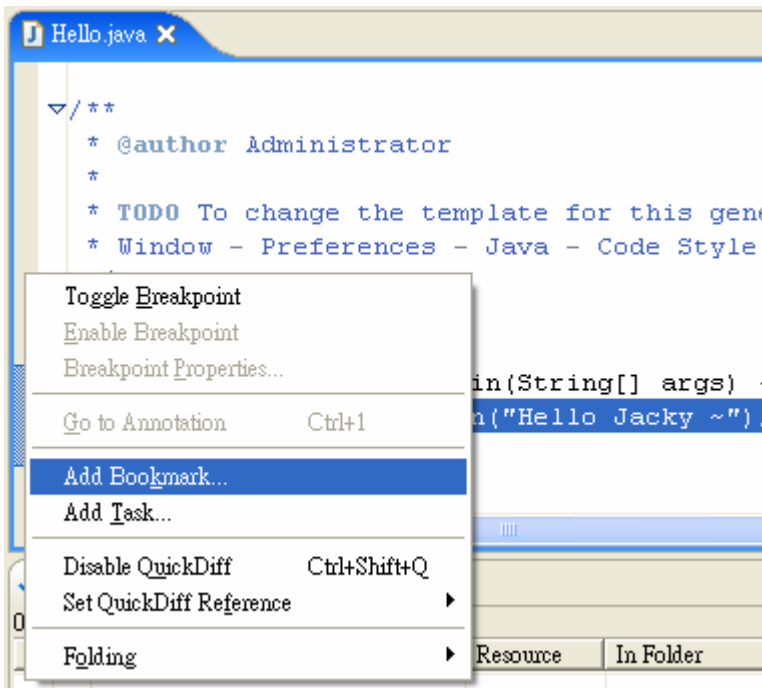 Hello.java
/**
* @author Administrator
*
* TODO To change the template for this gene
* Window - Preferences - Java - Code Style
Toggle Breakpoint
Enable Breakpoint
Breakpoint Properties...
in(String[] args)
Go to Annotation Ctrl+1
n("Hello Jacky ~")
Add Bookmark...
Add Task...
Disable QuickDiff Ctrl+Shift+Q
Set QuickDiff Reference
0
Folding
Resource In Folder